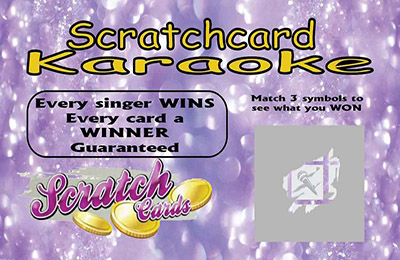 Scratchcard
Karaoke
Every singer WINS
Every card a
WINNER
Guaranteed
Match 3 symbols to
see what you WON
Scratch
Cards